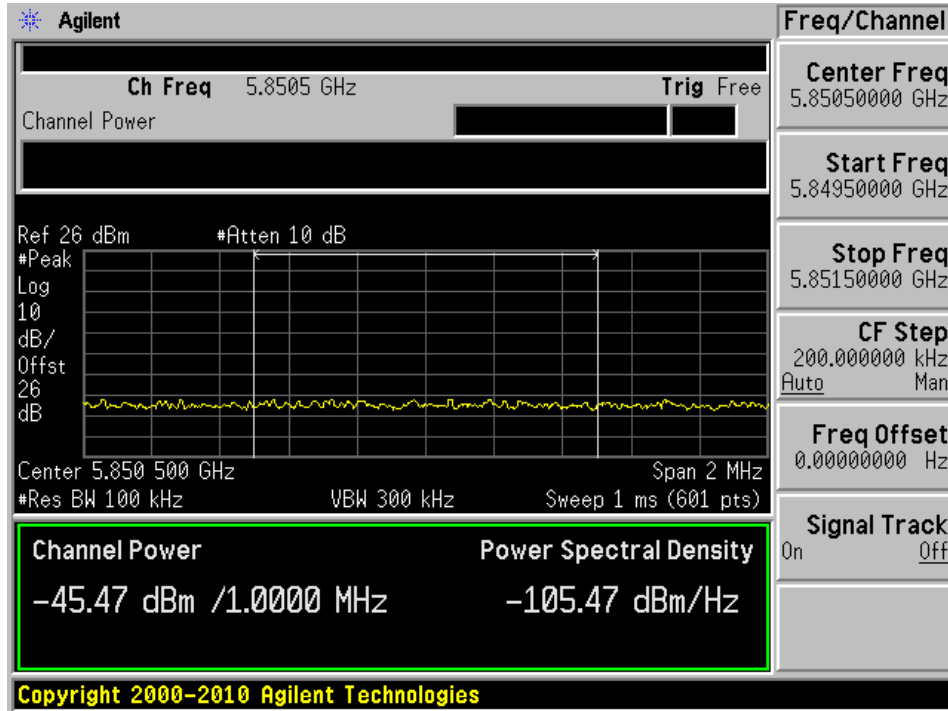 Agilent
Freq/Channel
Ch Freq 5.8505 GHz Trig Free
Channel Power
Center Freq
5.85050000 GHz
Start Freq
5.84950000 GHz
Stop Freq
5.85150000 GHz
CF Step
200.000000 kHz
Auto Man
Freq Offset
0.00000000 Hz
Signal Track
On Off
Ref 26 dBm #Atten 10 dB
#Peak
Log
10
dB/
Offst
26
dB
Center 5.850 500 GHz Span 2 MHz
#Res BW 100 kHz VBW 300 kHz Sweep 1 ms (601 pts)
Channel Power Power Spectral Density
-45.47 dBm /1.0000 MHz -105.47 dBm/Hz
Copyright 2000-2010 Agilent Technologies